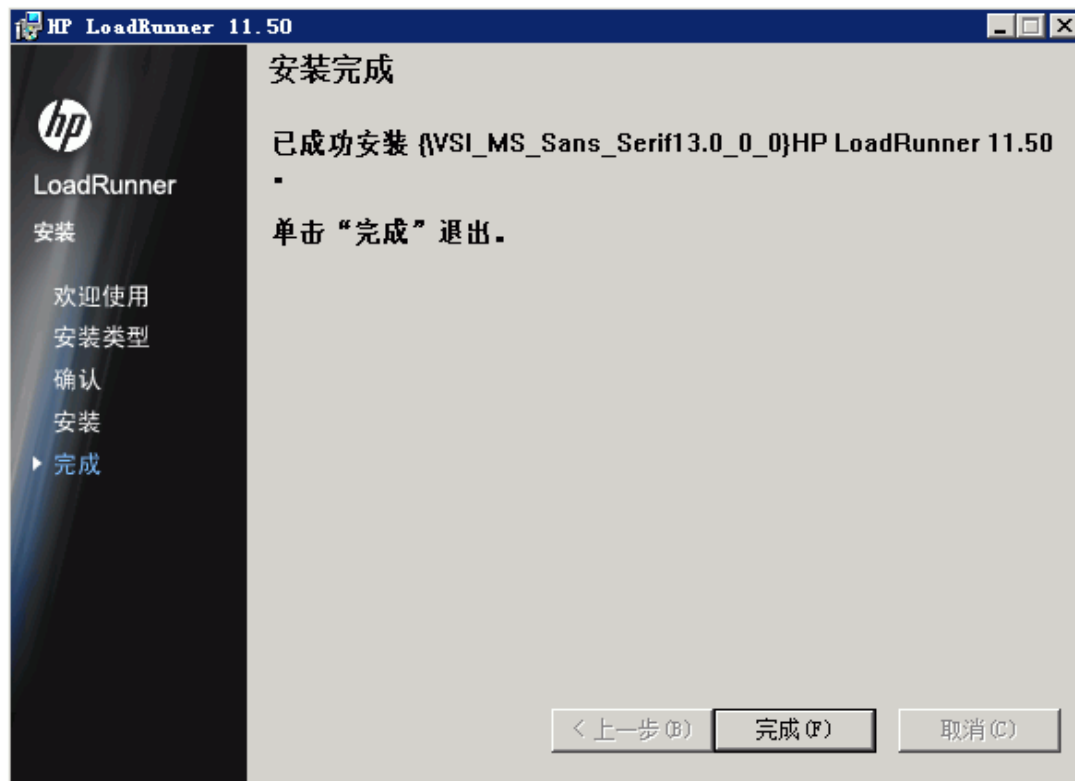 HP LoadRunner 11.50
hp
LoadRunner
安装
欢迎使用
安装类型
确认
安装
完成
安装完成
已成功安装 {\VSI_MS_Sans_Serif13.0_0_0}HP LoadRunner 11.50
。
单击“完成”退出。
< 上一步(B)
完成(F)
取消(C)